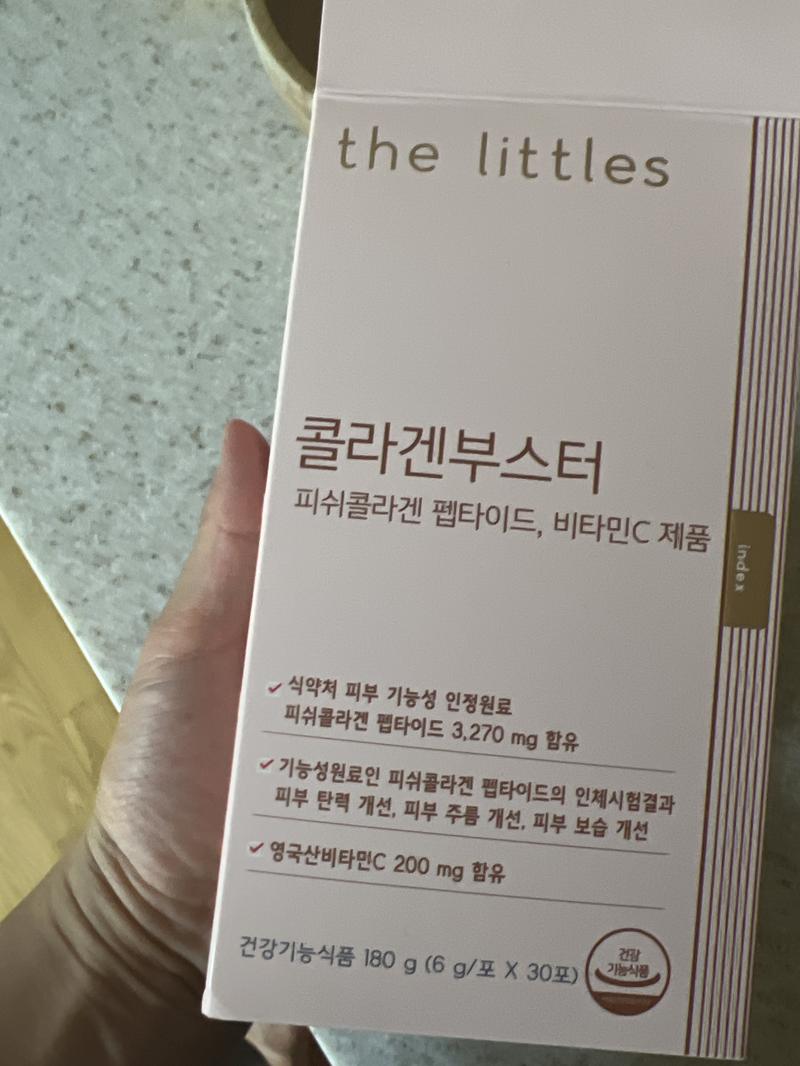 the littles
콜라겐부스터
피쉬콜라겐 펩타이드, 비타민C 제품
index
식약처 피부 기능성 인정원료
피쉬콜라겐 펩타이드 3,270 mg 함유
기능성원료인 피쉬콜라겐 펩타이드의 인체시험결과
피부 탄력 개선, 피부 주름 개선, 피부 보습 개선
영국산비타민C 200 mg 함유
건강기능식품 180 g (6 g/포 X 30포)
건강
기능식품